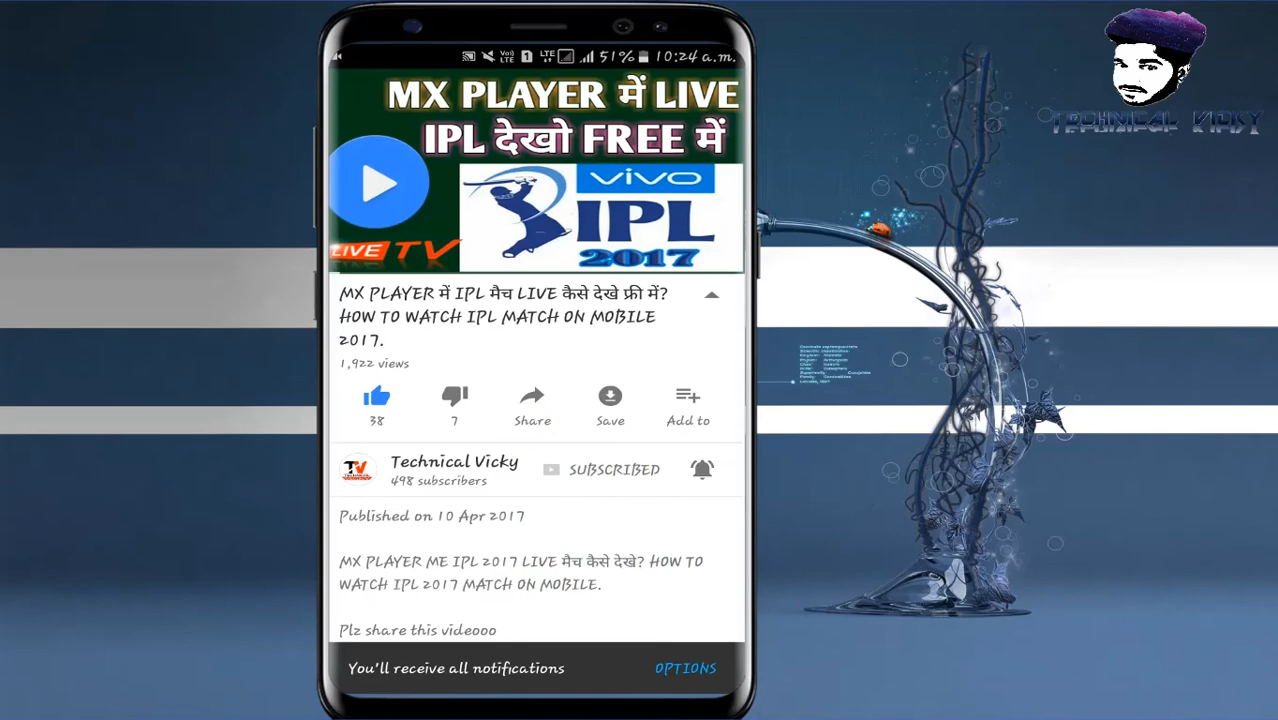 TECHNICAL VICKY
LTE 1 LTE 51% 10:24 a.m.
MX PLAYER में LIVE
IPL देखो FREE में
VIVO
IPL
2017
LIVE TV
MX PLAYER में IPL मैच LIVE कैसे देखे फ्री में?
HOW TO WATCH IPL MATCH ON MOBILE
2017.
1,922 views
38 7 Share Save Add to
Technical Vicky SUBSCRIBED
498 subscribers
Published on 10 Apr 2017
MX PLAYER ME IPL 2017 LIVE मैच कैसे देखे? HOW TO
WATCH IPL 2017 MATCH ON MOBILE.
Plz share this videooo
You'll receive all notifications OPTIONS